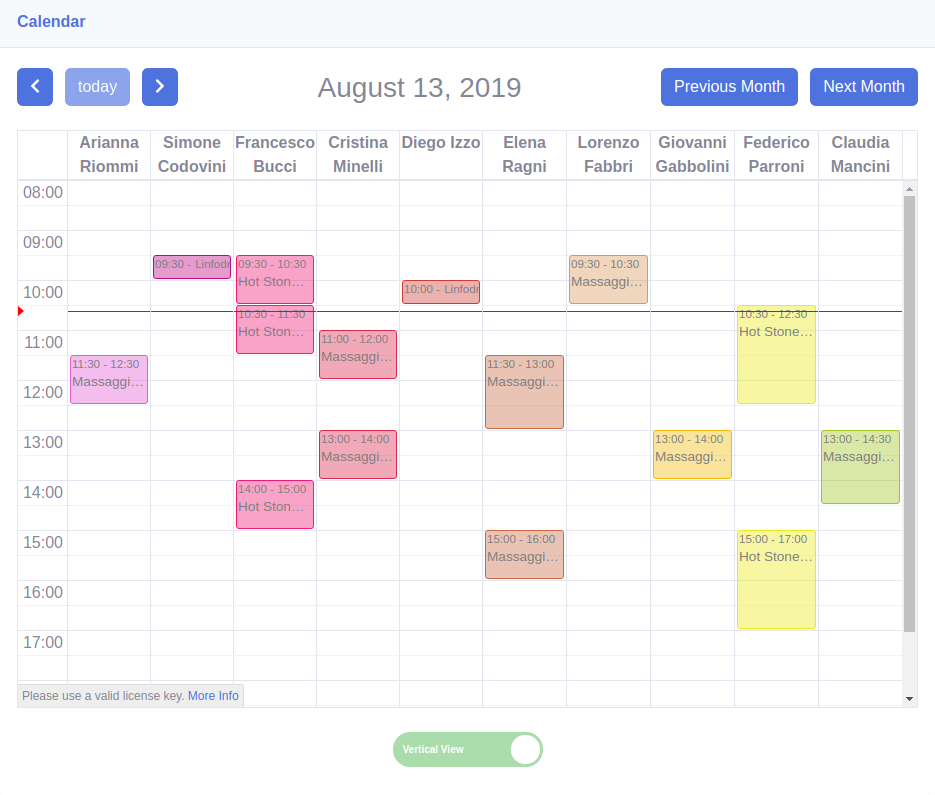 Calendar
today
August 13, 2019
Previous Month
Next Month
Arianna
Riommi
Simone
Codovini
Francesco
Bucci
Cristina
Minelli
Diego Izzo
Elena
Ragni
Lorenzo
Fabbri
Giovanni
Gabbolini
Federico
Parroni
Claudia
Mancini
08:00
09:00
09:30 - Linfodr
09:30 - 10:30
Hot Ston…
09:30 - 10:30
Massaggi…
10:00
10:00 - Linfodr
10:30 - 11:30
Hot Ston…
10:30 - 12:30
Hot Stone…
11:00
11:00 - 12:00
Massaggi…
11:30 - 12:30
Massaggi…
11:30 - 13:00
Massaggi…
12:00
13:00
13:00 - 14:00
Massaggi…
13:00 - 14:00
Massaggi…
13:00 - 14:30
Massaggi…
14:00
14:00 - 15:00
Hot Ston…
15:00
15:00 - 16:00
Massaggi…
15:00 - 17:00
Hot Stone…
16:00
17:00
Please use a valid license key. More Info
Vertical View